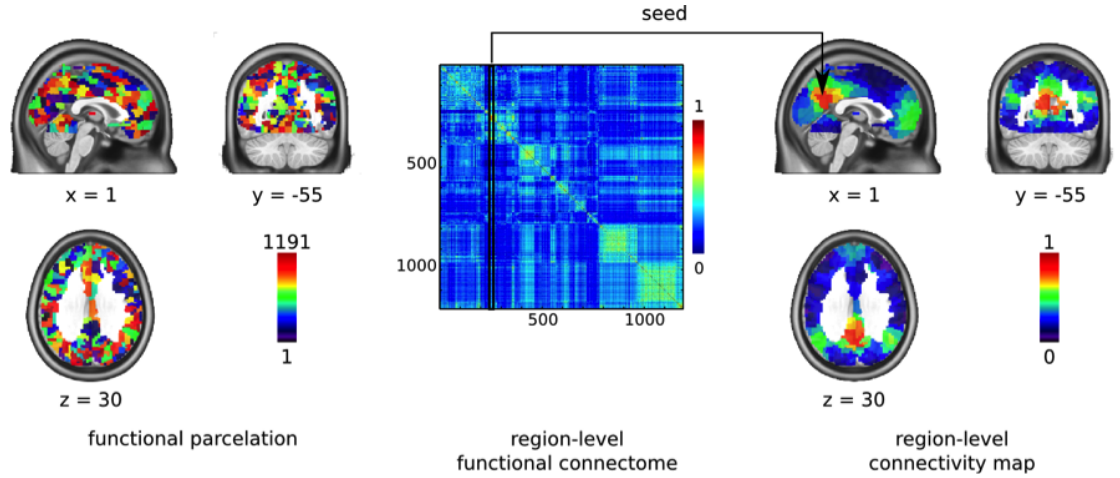 seed
x = 1
y = -55
500
1000
500
1000
1
0
x = 1
y = -55
1191
1
z = 30
1
0
z = 30
functional parcelation
region-level
functional connectome
region-level
connectivity map